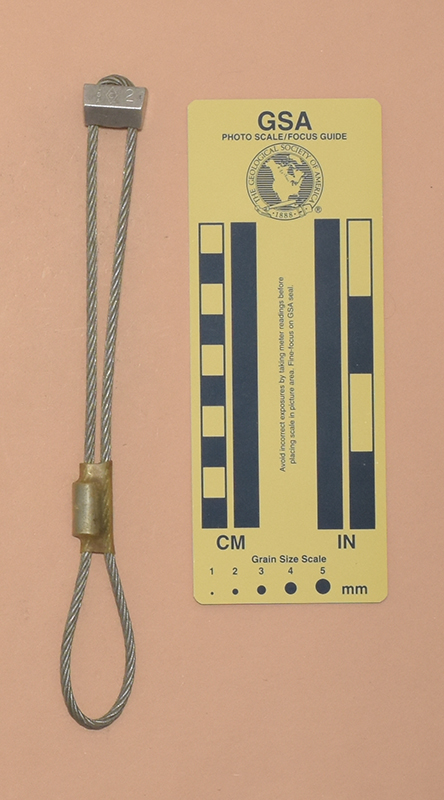 GSA
PHOTO SCALE/FOCUS GUIDE
THE GEOLOGICAL SOCIETY OF AMERICA
• 1888 •
®
Avoid incorrect exposures by taking meter readings before
placing scale in picture area. Fine-focus on GSA seal.
CM
IN
Grain Size Scale
1 2 3 4 5
mm